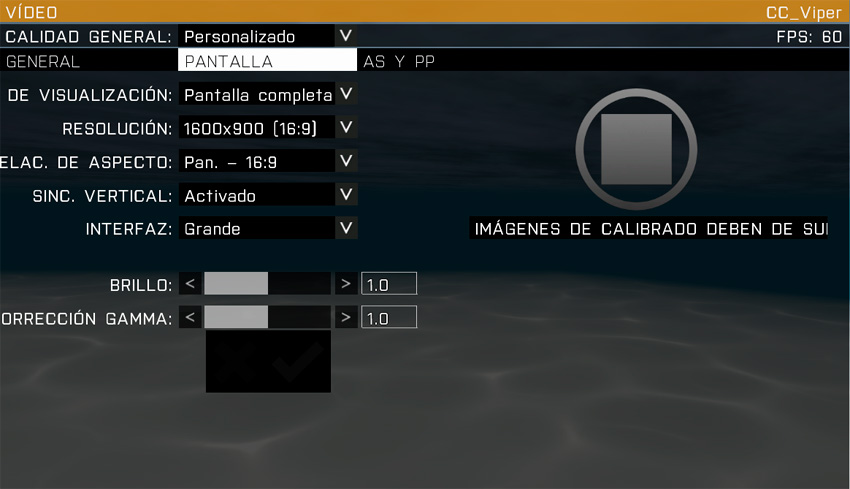 VÍDEO CC_Viper
CALIDAD GENERAL: Personalizado FPS: 60
GENERAL PANTALLA AS Y PP
DE VISUALIZACIÓN: Pantalla completa
RESOLUCIÓN: 1600x900 (16:9)
ELAC. DE ASPECTO: Pan. – 16:9
SINC. VERTICAL: Activado
INTERFAZ: Grande
IMÁGENES DE CALIBRADO DEBEN DE
BRILLO: < > 1.0
ORRECCIÓN GAMMA: < > 1.0